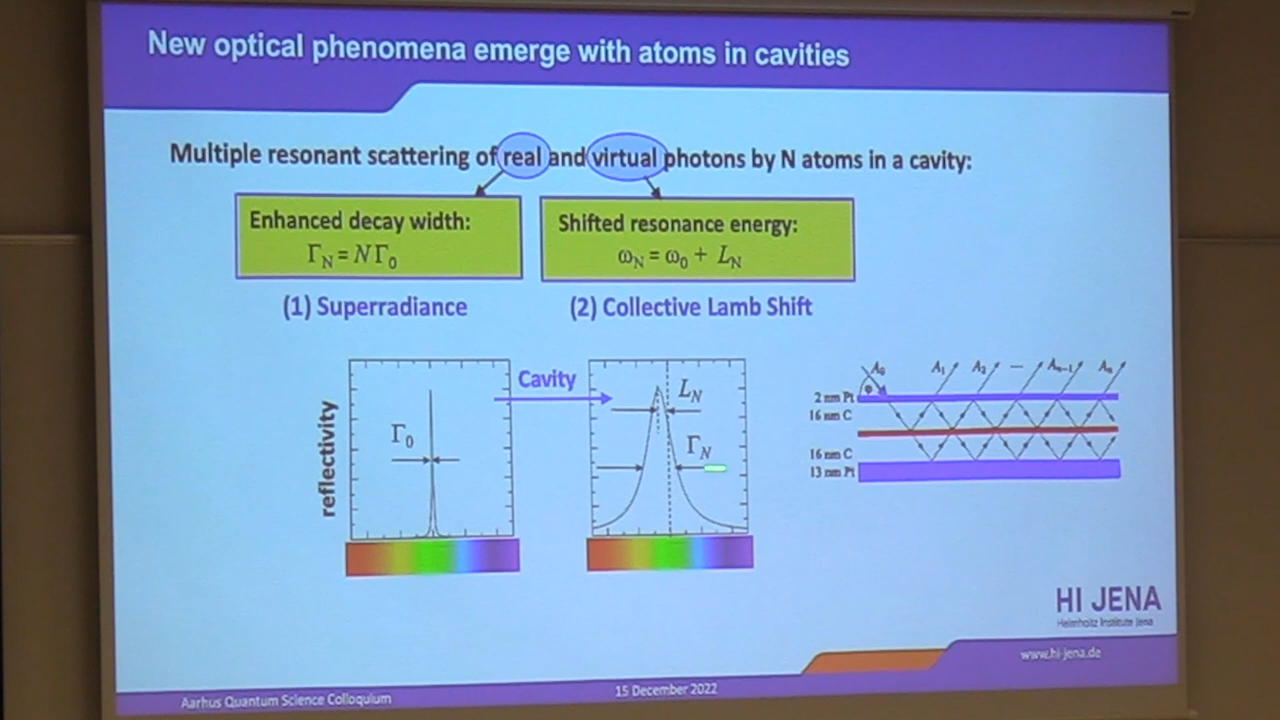 New optical phenomena emerge with atoms in cavities
Multiple resonant scattering of real and virtual photons by N atoms in a cavity:
Enhanced decay width:
Γ_N = N Γ_0
Shifted resonance energy:
ω_N = ω_0 + L_N
(1) Superradiance
(2) Collective Lamb Shift
reflectivity
Γ_0
Cavity
L_N
Γ_N
A_0 A_1 A_2 — A_{n-1} A_n
φ
2 nm Pt
16 nm C
16 nm C
13 nm Pt
HI JENA
Helmholtz Institute Jena
www.hi-jena.de
Aarhus Quantum Science Colloquium
15 December 2022